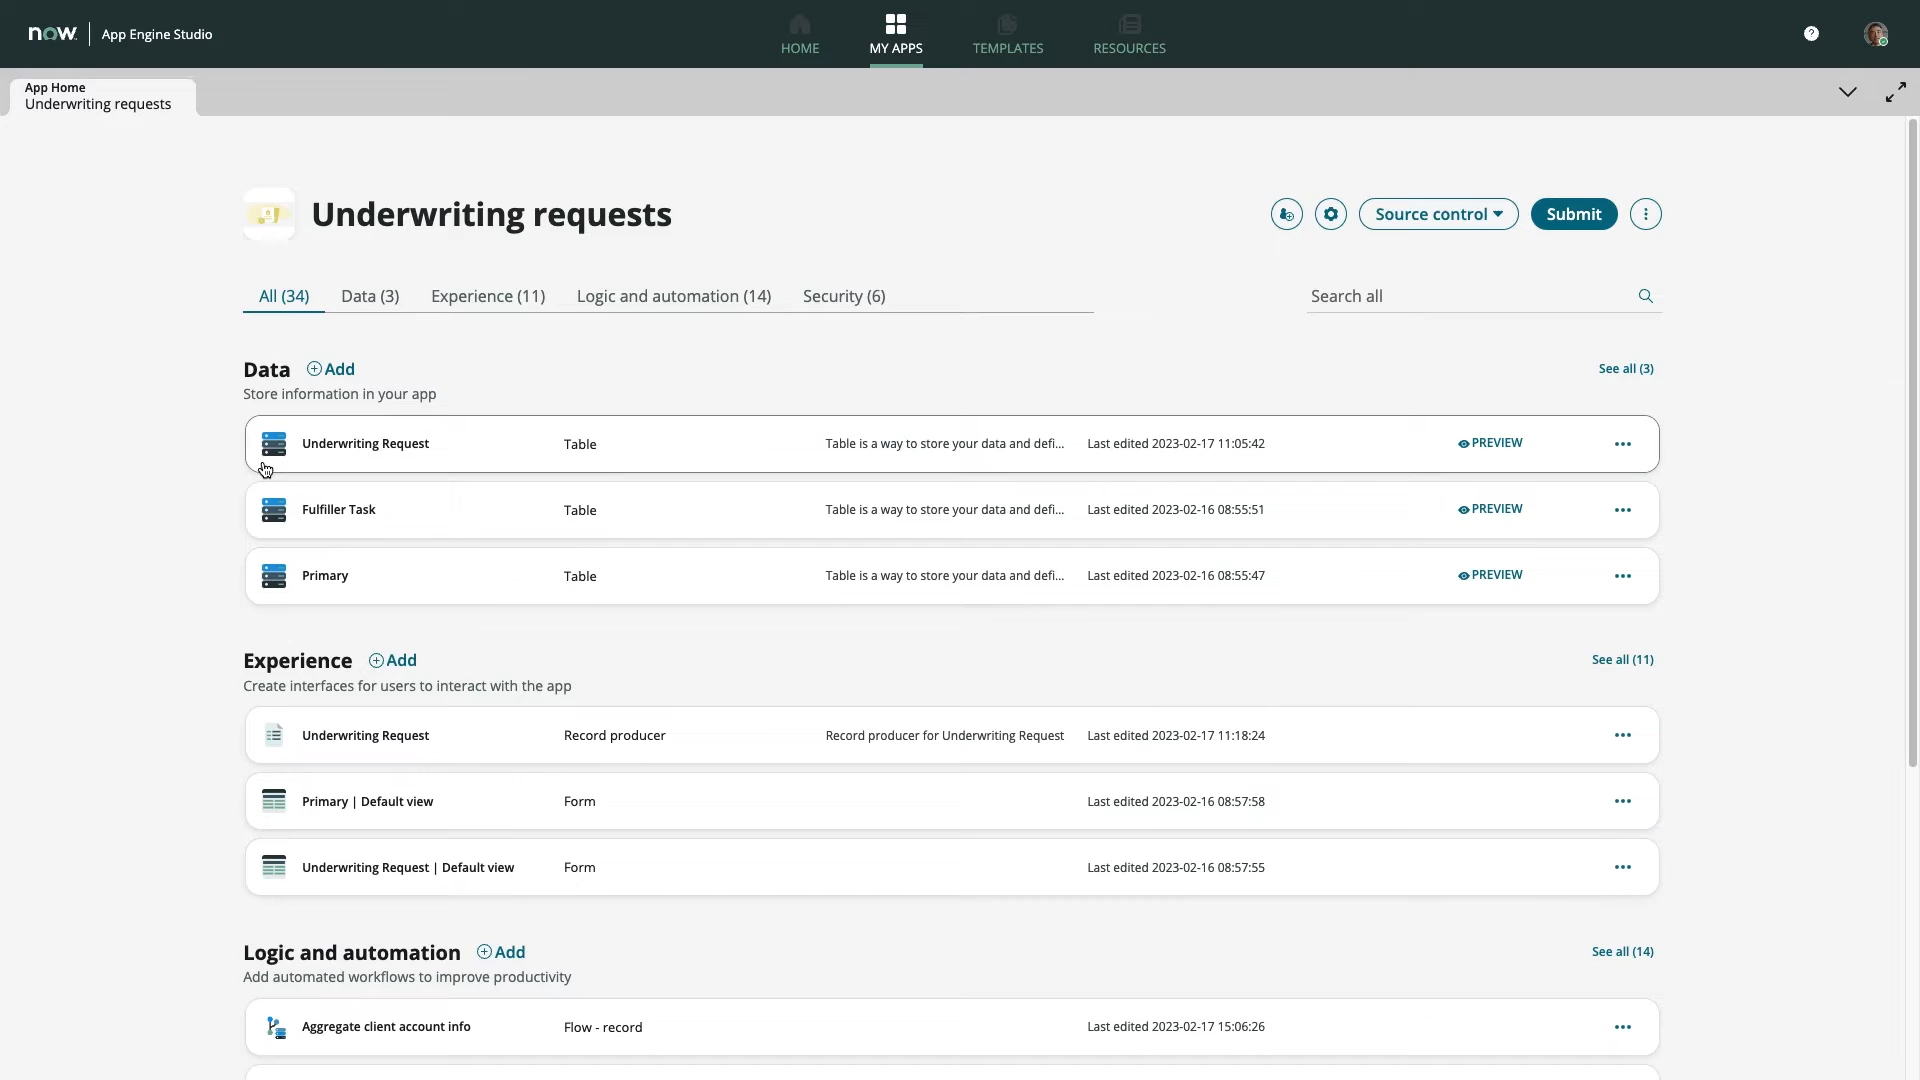 now. App Engine Studio
HOME
MY APPS
TEMPLATES
RESOURCES
?
App Home
Underwriting requests
Underwriting requests
Source control
Submit
All (34) Data (3) Experience (11) Logic and automation (14) Security (6)
Search all
Data Add See all (3)
Store information in your app
Underwriting Request Table Table is a way to store your data and defi... Last edited 2023-02-17 11:05:42 PREVIEW
Fulfiller Task Table Table is a way to store your data and defi... Last edited 2023-02-16 08:55:51 PREVIEW
Primary Table Table is a way to store your data and defi... Last edited 2023-02-16 08:55:47 PREVIEW
Experience Add See all (11)
Create interfaces for users to interact with the app
Underwriting Request Record producer Record producer for Underwriting Request Last edited 2023-02-17 11:18:24
Primary | Default view Form Last edited 2023-02-16 08:57:58
Underwriting Request | Default view Form Last edited 2023-02-16 08:57:55
Logic and automation Add See all (14)
Add automated workflows to improve productivity
Aggregate client account info Flow - record Last edited 2023-02-17 15:06:26